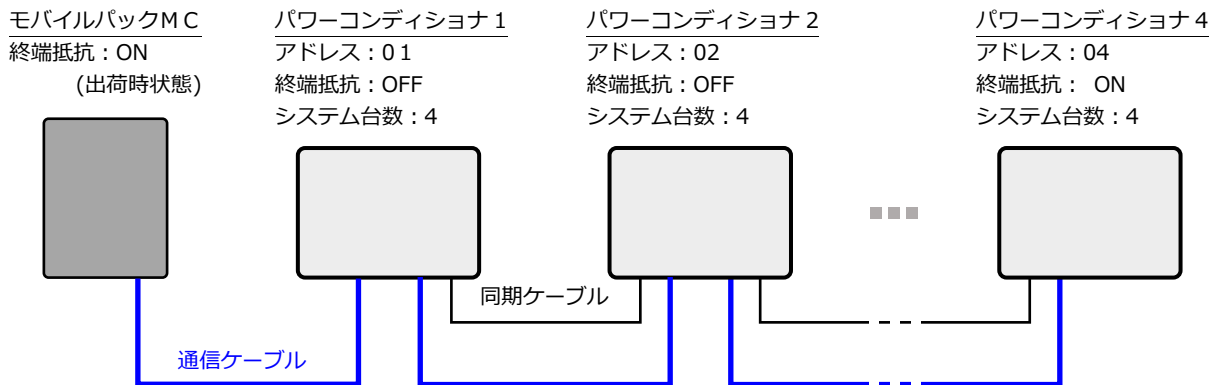 モバイルパックＭＣ
終端抵抗：ON
(出荷時状態)
パワーコンディショナ１
アドレス：0１
終端抵抗：OFF
システム台数：4
パワーコンディショナ２
アドレス：02
終端抵抗：OFF
システム台数：4
パワーコンディショナ４
アドレス：04
終端抵抗： ON
システム台数：4
同期ケーブル
通信ケーブル